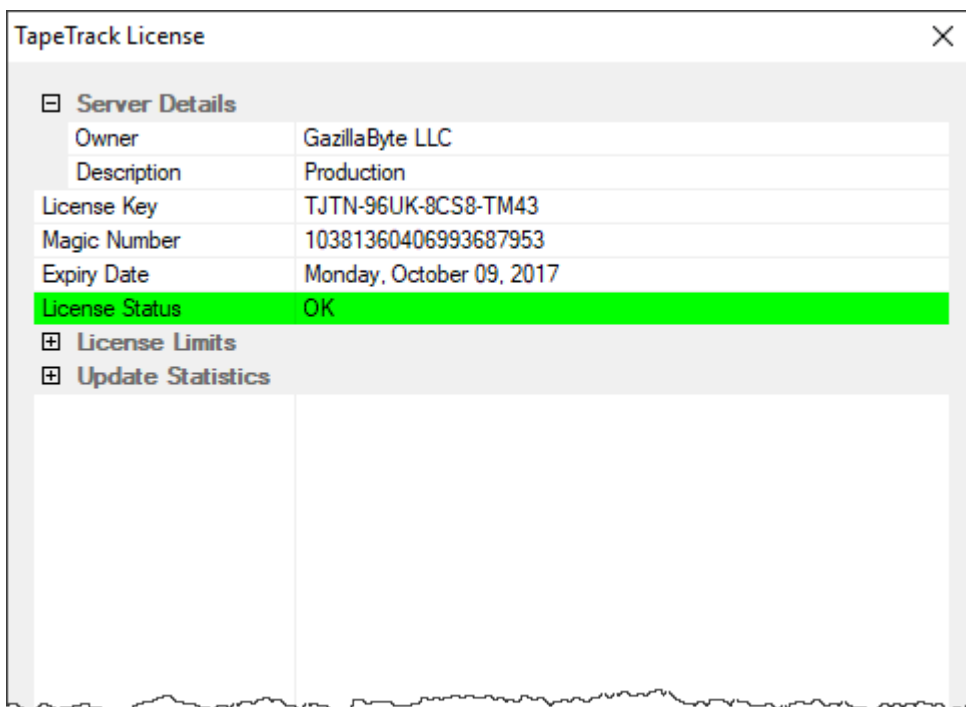 TapeTrack License
Server Details
Owner GazillaByte LLC
Description Production
License Key TJTN-96UK-8CS8-TM43
Magic Number 10381360406993687953
Expiry Date Monday, October 09, 2017
License Status OK
License Limits
Update Statistics